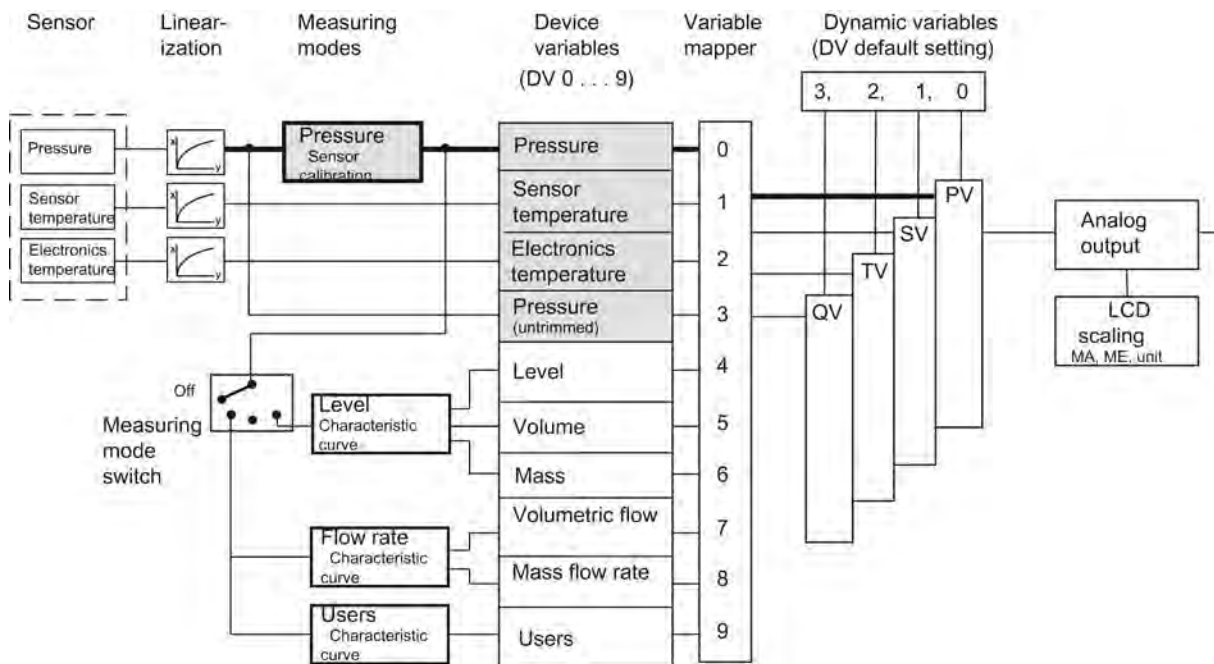 Sensor
Linear-
ization
Measuring
modes
Device
variables
(DV 0 . . . 9)
Variable
mapper
Dynamic variables
(DV default setting)
3, 2, 1, 0
Pressure
Sensor
temperature
Electronics
temperature
x
y
x
y
x
y
Pressure
Sensor
calibrating
Pressure
Sensor
temperature
Electronics
temperature
Pressure
(untrimmed)
Level
Volume
Mass
Volumetric flow
Mass flow rate
Users
0
1
2
3
4
5
6
7
8
9
PV
SV
TV
QV
Analog
output
LCD
scaling
MA, ME, unit
Off
Measuring
mode
switch
Level
Characteristic
curve
Flow rate
Characteristic
curve
Users
Characteristic
curve